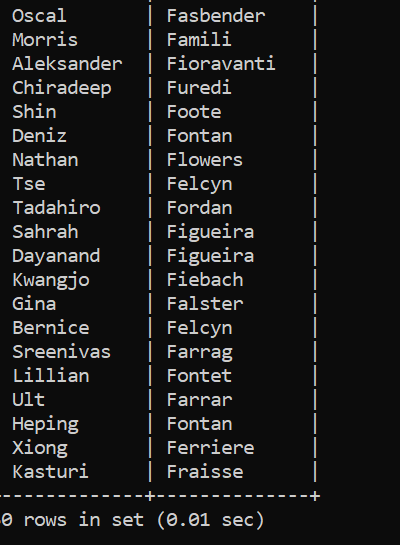 Oscal | Fasbender |
Morris | Famili |
Aleksander | Fioravanti |
Chiradeep | Furedi |
Shin | Foote |
Deniz | Fontan |
Nathan | Flowers |
Tse | Felcyn |
Tadahiro | Fordan |
Sahrah | Figueira |
Dayanand | Figueira |
Kwangjo | Fiebach |
Gina | Falster |
Bernice | Felcyn |
Sreenivas | Farrag |
Lillian | Fontet |
Ult | Farrar |
Heping | Fontan |
Xiong | Ferriere |
Kasturi | Fraisse |
-------------+--------------+
0 rows in set (0.01 sec)